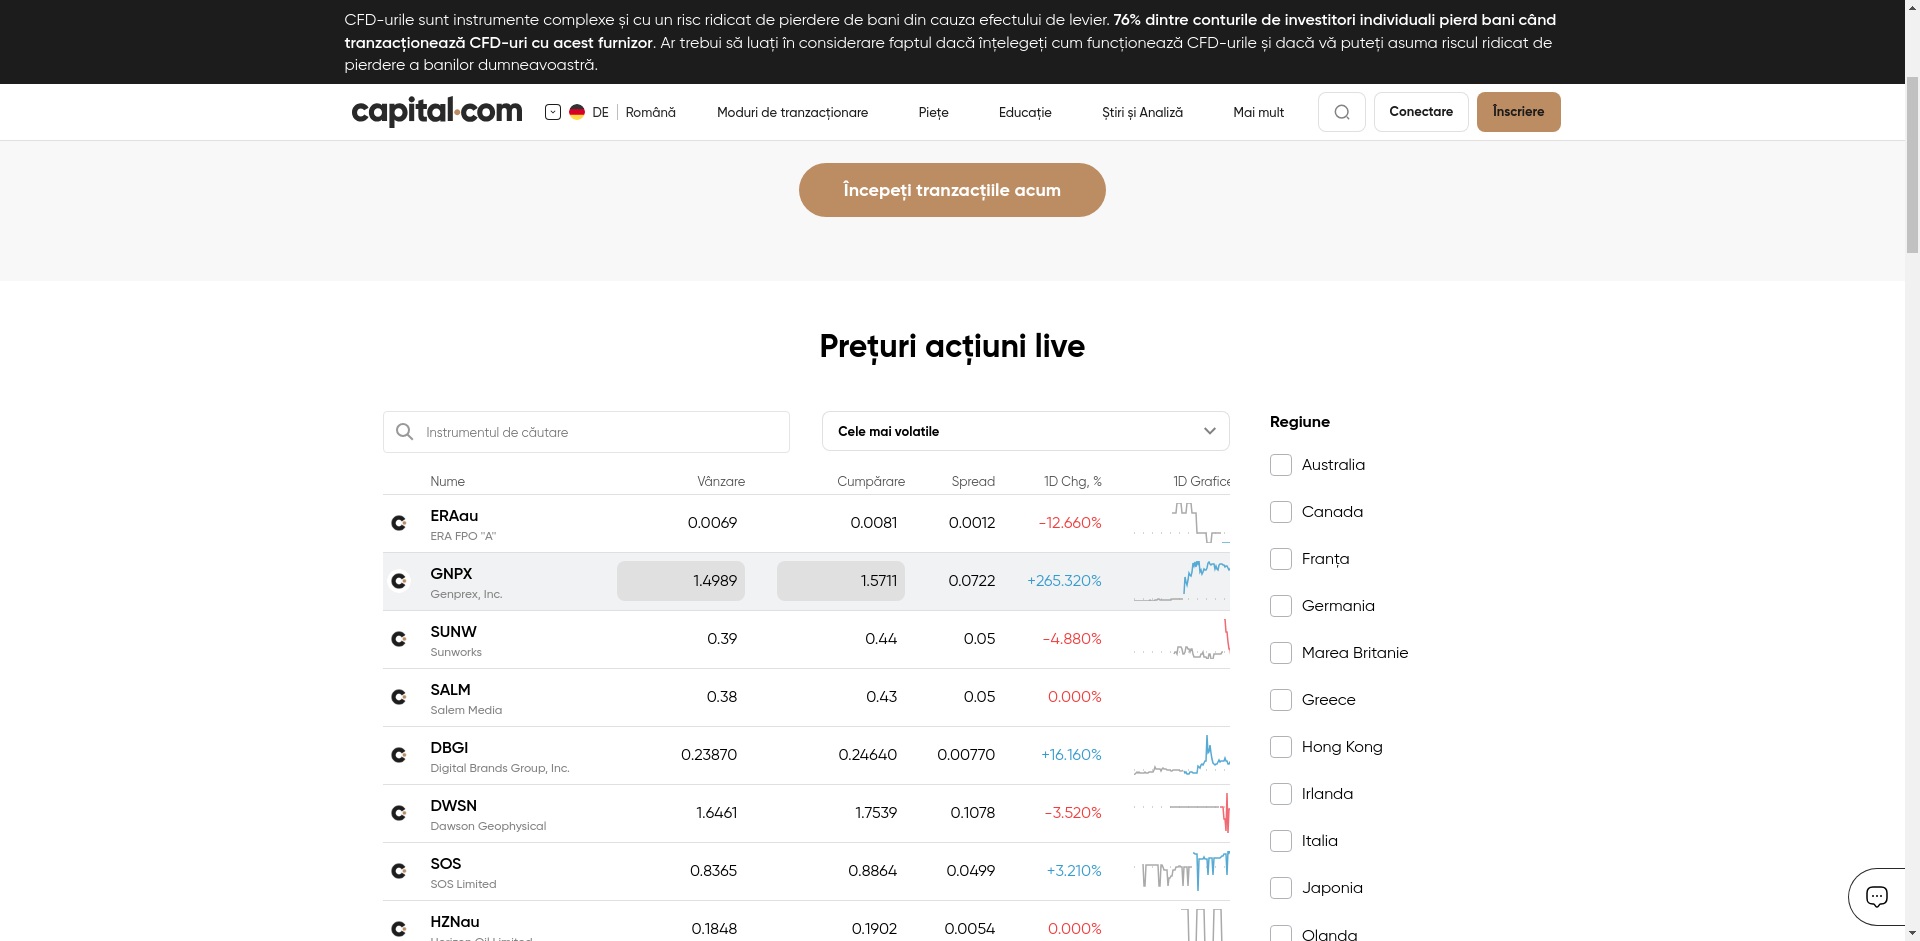 CFD-urile sunt instrumente complexe și cu un risc ridicat de pierdere de bani din cauza efectului de levier. 76% dintre conturile de investitori individuali pierd bani când
tranzacționează CFD-uri cu acest furnizor. Ar trebui să luați în considerare faptul dacă înțelegeți cum funcționează CFD-urile și dacă vă puteți asuma riscul ridicat de
pierdere a banilor dumneavoastră.
capital.com DE Română Moduri de tranzacționare Piețe Educație Știri și Analiză Mai mult Conectare Înscriere
Începeți tranzacțiile acum
Prețuri acțiuni live
Instrumentul de căutare Cele mai volatile
Nume Vânzare Cumpărare Spread 1D Chg, % 1D Grafice
ERAau 0.0069 0.0081 0.0012 -12.660%
ERA FPO "A"
GNPX 1.4989 1.5711 0.0722 +265.320%
Genprex, Inc.
SUNW 0.39 0.44 0.05 -4.880%
Sunworks
SALM 0.38 0.43 0.05 0.000%
Salem Media
DBGI 0.23870 0.24640 0.00770 +16.160%
Digital Brands Group, Inc.
DWSN 1.6461 1.7539 0.1078 -3.520%
Dawson Geophysical
SOS 0.8365 0.8864 0.0499 +3.210%
SOS Limited
HZNau 0.1848 0.1902 0.0054 0.000%
Horizon Oil Limited
Regiune
Australia
Canada
Franța
Germania
Marea Britanie
Greece
Hong Kong
Irlanda
Italia
Japonia
Olanda